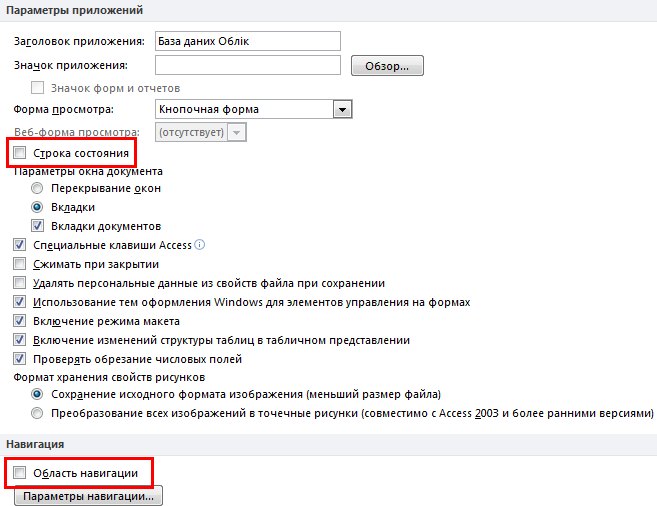 Параметры приложений
Заголовок приложения: База даних Облік
Значок приложения: Обзор...
Значок форм и отчетов
Форма просмотра: Кнопочная форма
Веб-форма просмотра: (отсутствует)
Строка состояния
Параметры окна документа
Перекрывание окон
Вкладки
Вкладки документов
Специальные клавиши Access
Сжимать при закрытии
Удалять персональные данные из свойств файла при сохранении
Использование тем оформления Windows для элементов управления на формах
Включение режима макета
Включение изменений структуры таблиц в табличном представлении
Проверять обрезание числовых полей
Формат хранения свойств рисунков
Сохранение исходного формата изображения (меньший размер файла)
Преобразование всех изображений в точечные рисунки (совместимо с Access 2003 и более ранними версиями)
Навигация
Область навигации
Параметры навигации...